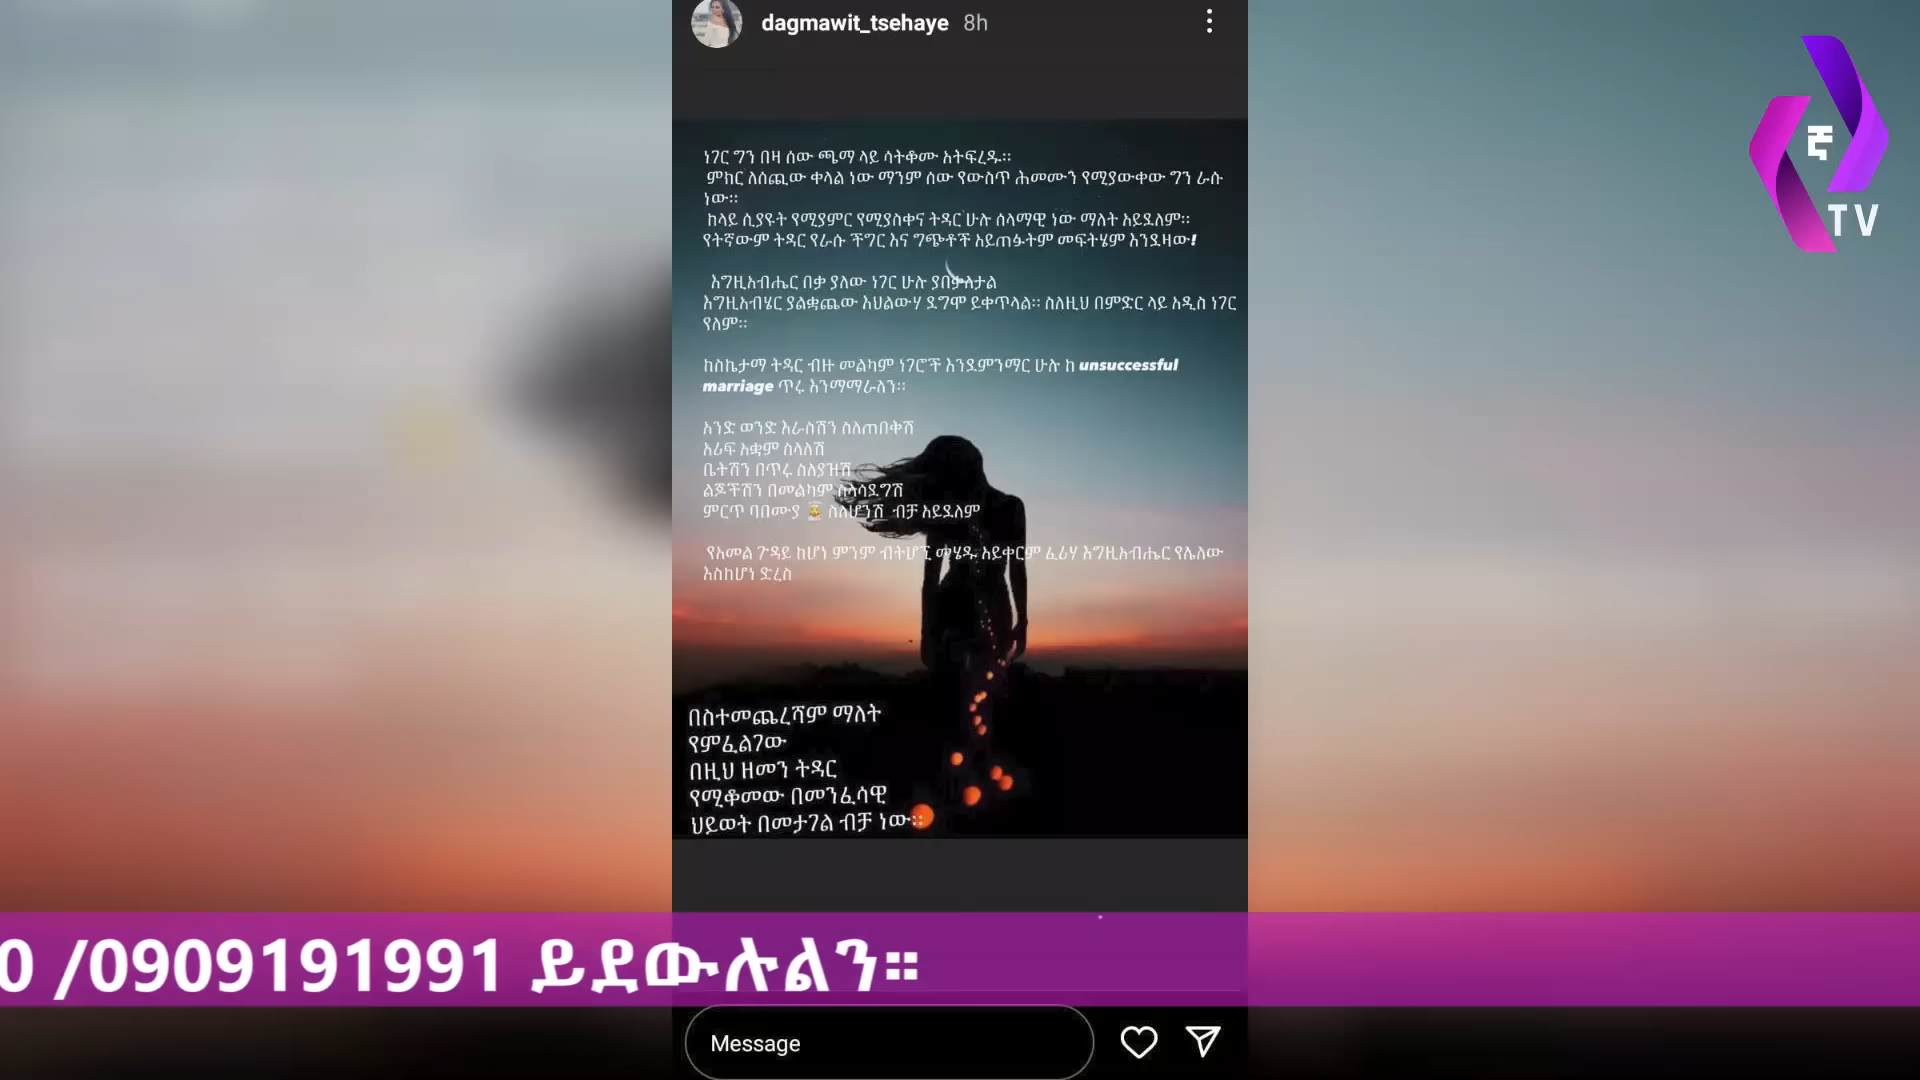 dagmawit_tsehaye 8h
ነገር ግን በዛ ሰው ጫማ ላይ ሳትቆሙ አትፍረዱ።
ምክር ለሰጪው ቀላል ነው ማንም ሰው የውስጥ ሕመሙን የሚያውቀው ግን ራሱ
ነው።
ከላይ ሲያዩት የሚያምር የሚያስቀና ትዳር ሁሉ ሰላማዊ ነው ማለት አይደለም።
የትኛውም ትዳር የራሱ ችግር እና ግጭቶች አይጠፉትም መፍትሄም እንደዛው!
እግዚአብሔር በቃ ያለው ነገር ሁሉ ያበቃለታል
እግዚአብሄር ያልቋጨው እህልውሃ ደግሞ ይቀጥላል። ስለዚህ በምድር ላይ አዲስ ነገር
የለም።
ከስኬታማ ትዳር ብዙ መልካም ነገሮች እንደምንማር ሁሉ ከ unsuccessful
marriage ጥሩ እንማማራለን።
አንድ ወንድ እራስሽን ስለጠበቅሽ
አሪፍ አቋም ስላለሽ
ቤትሽን በጥሩ ስለያዝሽ
ልጆችሽን በመልካም ስላሳደግሽ
ምርጥ ባበሙያ 👩‍🍳 ስለሆንሽ ብቻ አይደለም
የአመል ጉዳይ ከሆነ ምንም ብትሆኚ መሄዱ አይቀርም ፈሪሃ እግዚአብሔር የሌለው
እስከሆነ ድረስ
በስተመጨረሻም ማለት
የምፈልገው
በዚህ ዘመን ትዳር
የሚቆመው በመንፈሳዊ
ህይወት በመታገል ብቻ ነው።
ኛ TV
0 /0909191991 ይደውሉልን።
Message